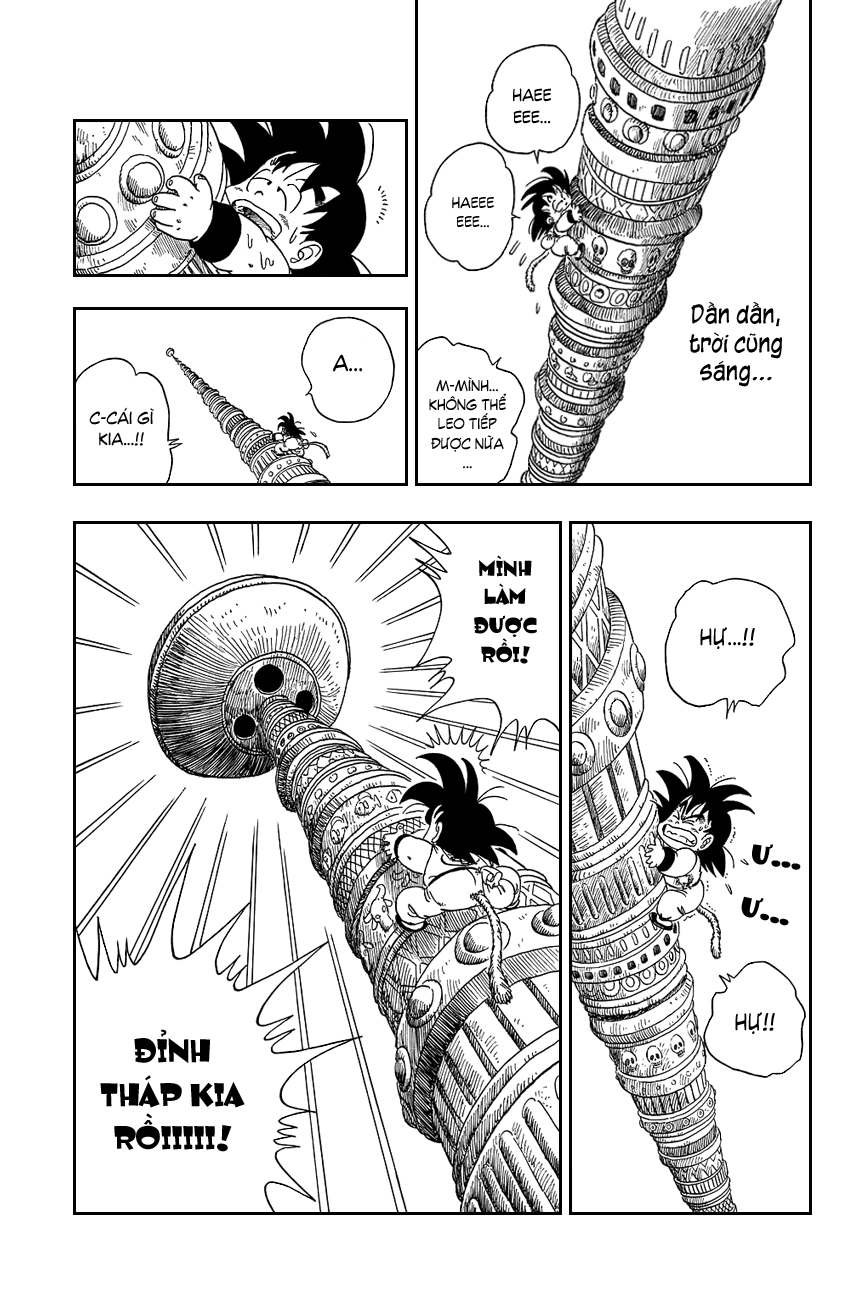 HAEE
EEE...
HAEEE
EEE...
Dần dần,
trời cũng
sáng...
M-MÌNH...
KHÔNG THỂ
LEO TIẾP
ĐƯỢC NỮA
...
A...
C-CÁI GÌ
KIA...!!
HỰ...!!
Ư...
Ư...
HỰ!!
MÌNH
LÀM
ĐƯỢC
RỒI!
ĐỈNH
THÁP KIA
RỒIIIII!